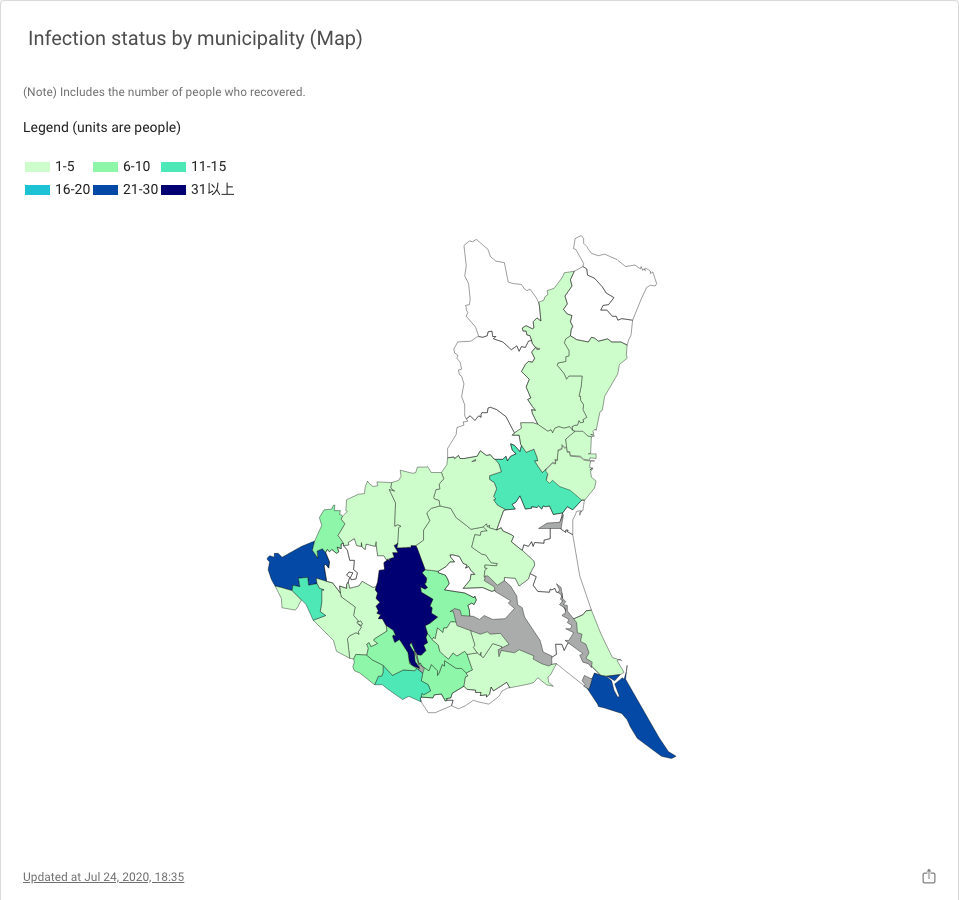 Infection status by municipality (Map)
(Note) Includes the number of people who recovered.
Legend (units are people)
1-5 6-10 11-15
16-20 21-30 31以上
Updated at Jul 24, 2020, 18:35